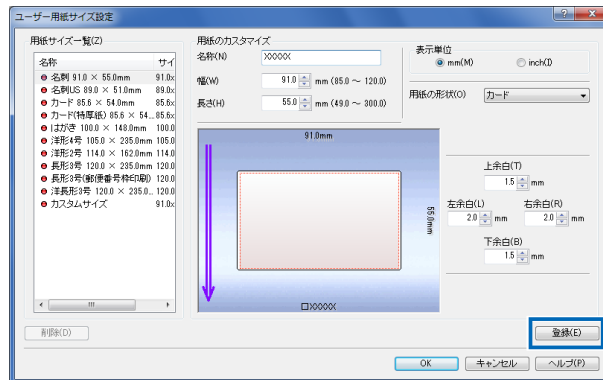 ユーザー用紙サイズ設定
用紙サイズ一覧(Z)
名称 サイ
名刺 91.0 × 55.0mm 91.0x
名刺US 89.0 × 51.0mm 89.0x
カード 85.6 × 54.0mm 85.6x
カード(特厚紙) 85.6 × 54... 85.6x
はがき 100.0 × 148.0mm 100.0
洋形4号 105.0 × 235.0mm 105.0
洋形2号 114.0 × 162.0mm 114.0
長形3号 120.0 × 235.0mm 120.0
長形3号(郵便番号枠印刷) 120.0
洋長形3号 120.0 × 235.0... 120.0
カスタムサイズ 91.0x
用紙のカスタマイズ
名称(N) XXXXX
幅(W) 91.0 mm (85.0 ～ 120.0)
長さ(H) 55.0 mm (49.0 ～ 300.0)
表示単位
mm(M) inch(I)
用紙の形状(O) カード
91.0mm
55.0mm
□XXXXX
上余白(T)
1.5 mm
左余白(L) 右余白(R)
2.0 mm 2.0 mm
下余白(B)
1.5 mm
削除(D) 登録(E)
OK キャンセル ヘルプ(P)